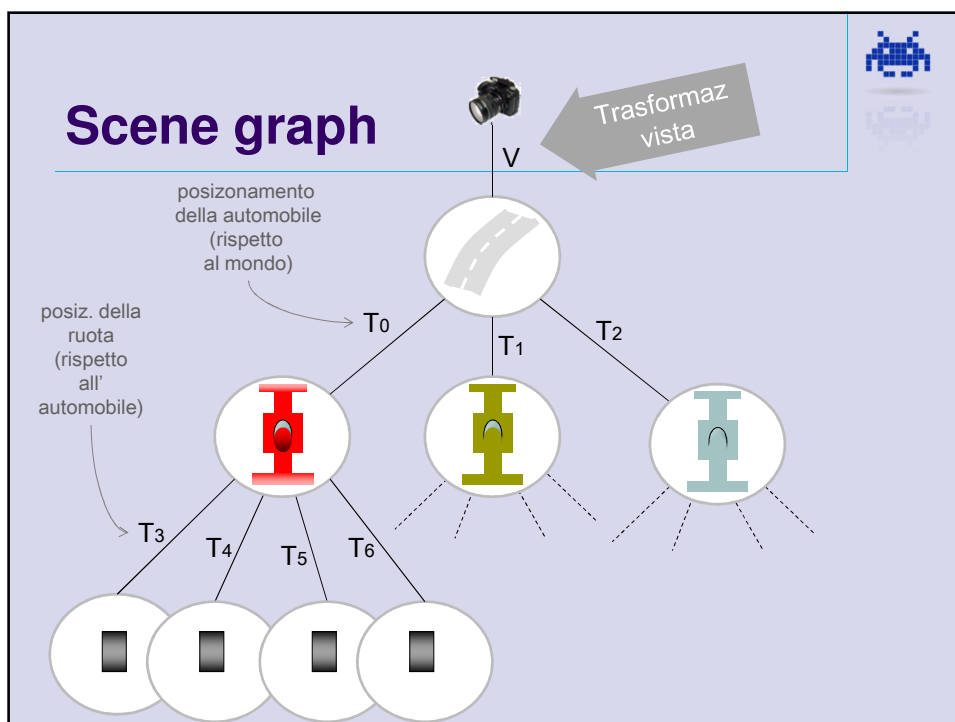 Scene graph
Trasformaz
vista
V
posizonamento
della automobile
(rispetto
al mondo)
posiz. della
ruota
(rispetto
all'
automobile)
T0
T1
T2
T3
T4
T5
T6